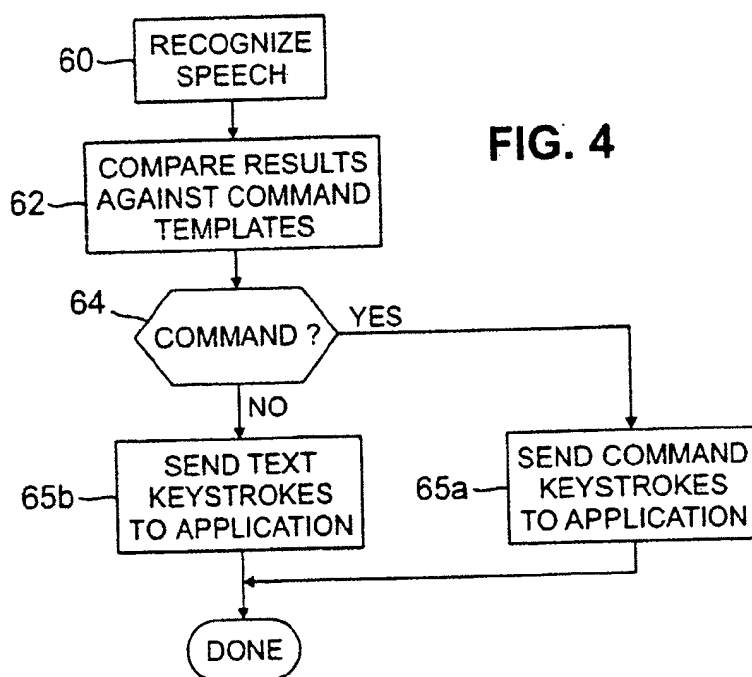 60
RECOGNIZE
SPEECH
FIG. 4
62
COMPARE RESULTS
AGAINST COMMAND
TEMPLATES
64
COMMAND ?
YES
NO
65b
SEND TEXT
KEYSTROKES
TO APPLICATION
65a
SEND COMMAND
KEYSTROKES
TO APPLICATION
DONE